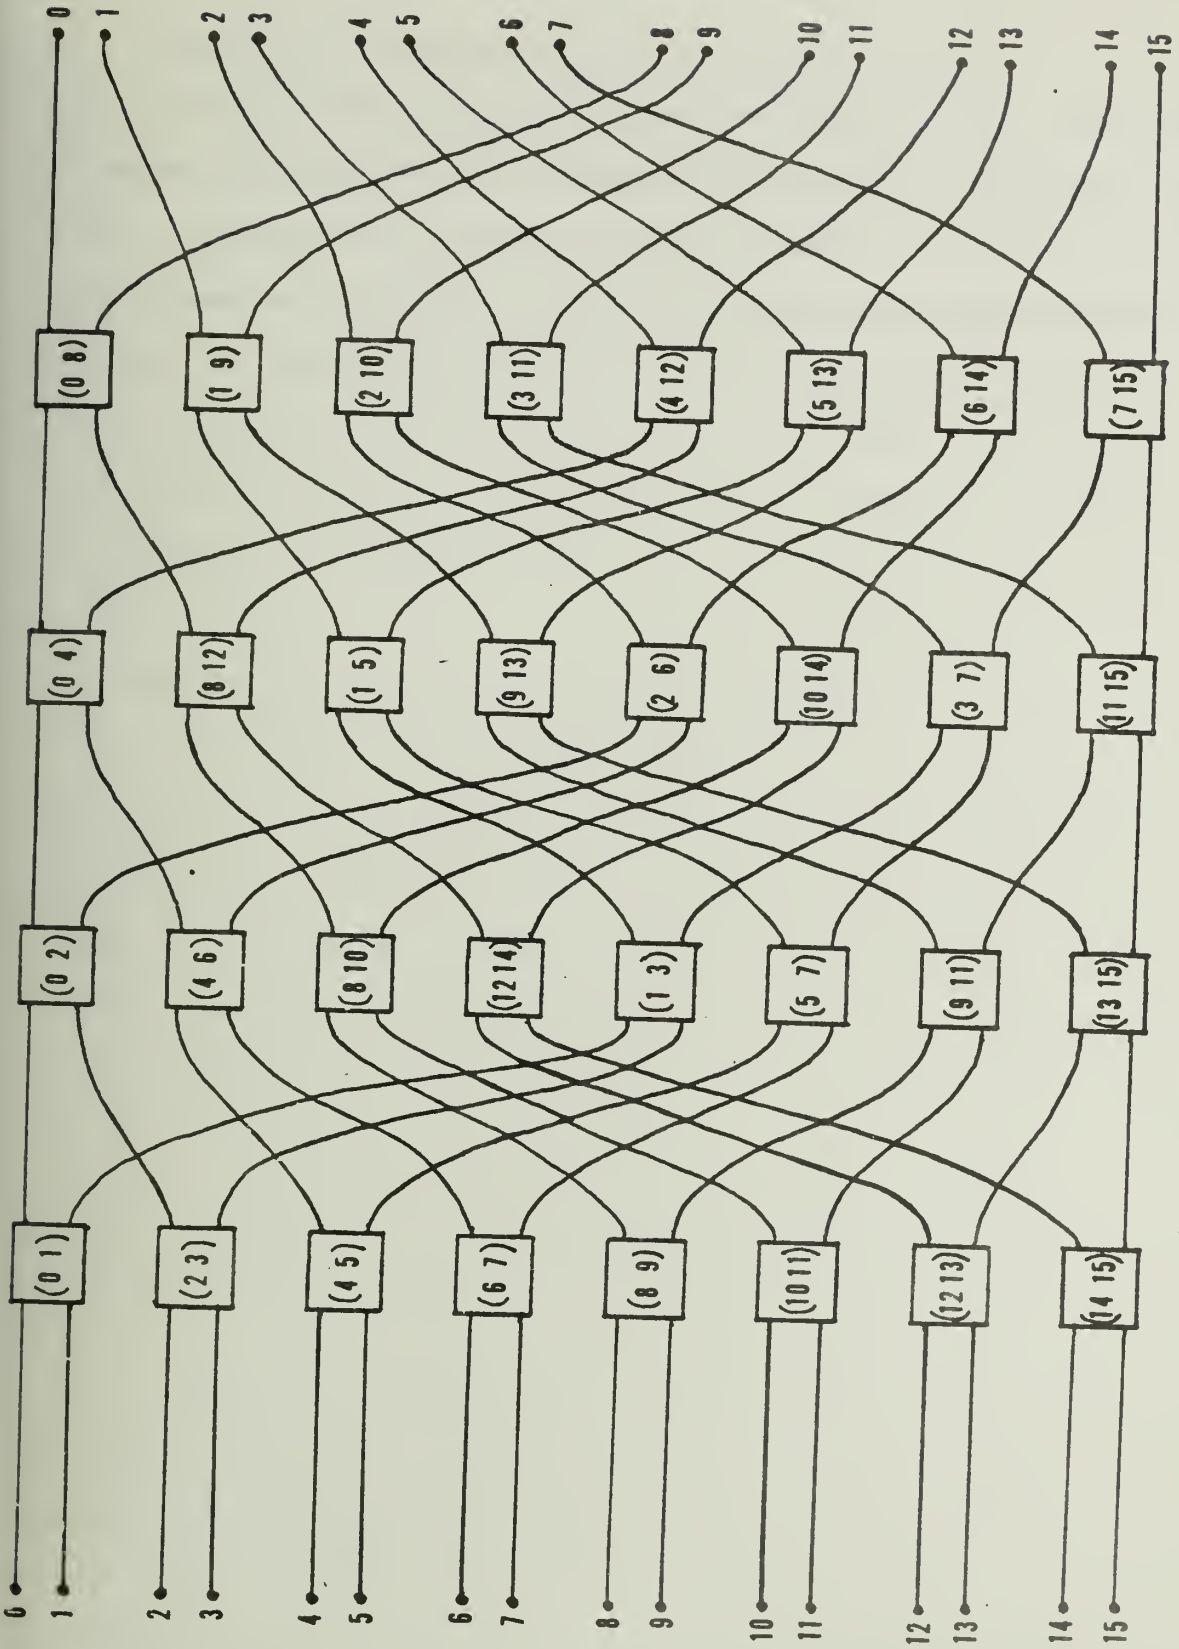 0 1 2 3 4 5 6 7 8 9 10 11 12 13 14 15
(0 8) (1 9) (2 10) (3 11) (4 12) (5 13) (6 14) (7 15)
(0 4) (8 12) (1 5) (9 13) (2 6) (10 14) (3 7) (11 15)
(0 2) (4 6) (8 10) (12 14) (1 3) (5 7) (9 11) (13 15)
(0 1) (2 3) (4 5) (6 7) (8 9) (10 11) (12 13) (14 15)
0 1 2 3 4 5 6 7 8 9 10 11 12 13 14 15